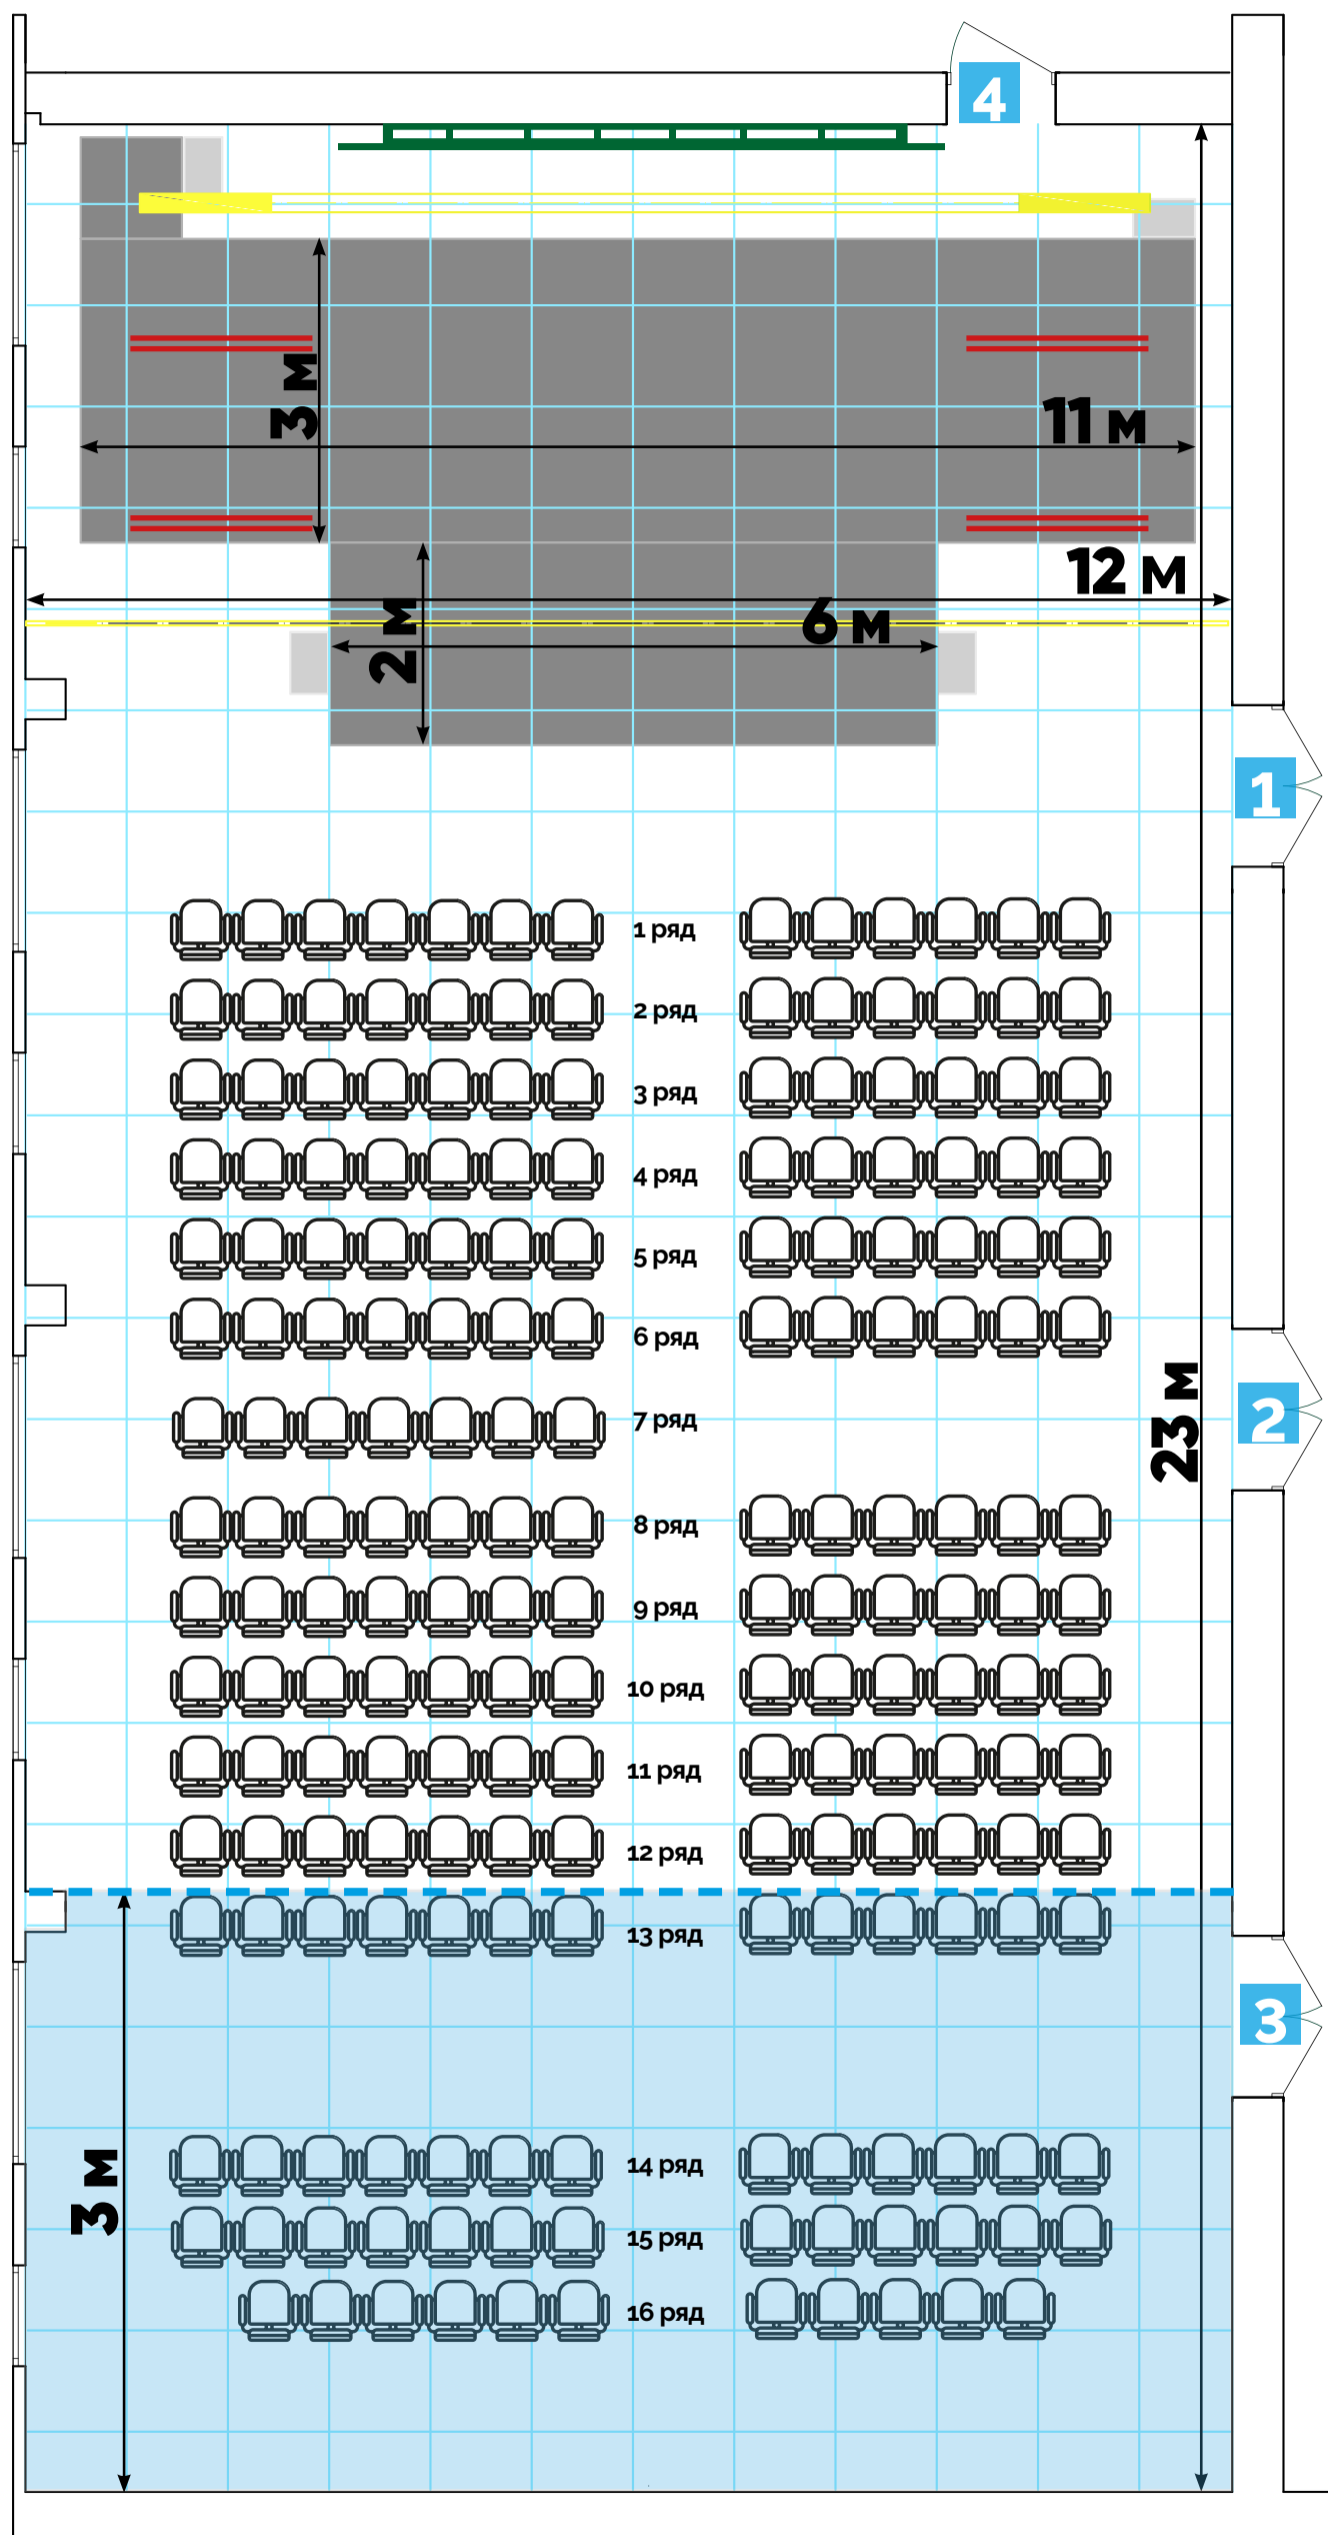 4
3 м
11 м
12 м
6 м
2 м
1
1 ряд
2 ряд
3 ряд
4 ряд
5 ряд
6 ряд
7 ряд
23 м
2
8 ряд
9 ряд
10 ряд
11 ряд
12 ряд
13 ряд
3
3 м
14 ряд
15 ряд
16 ряд